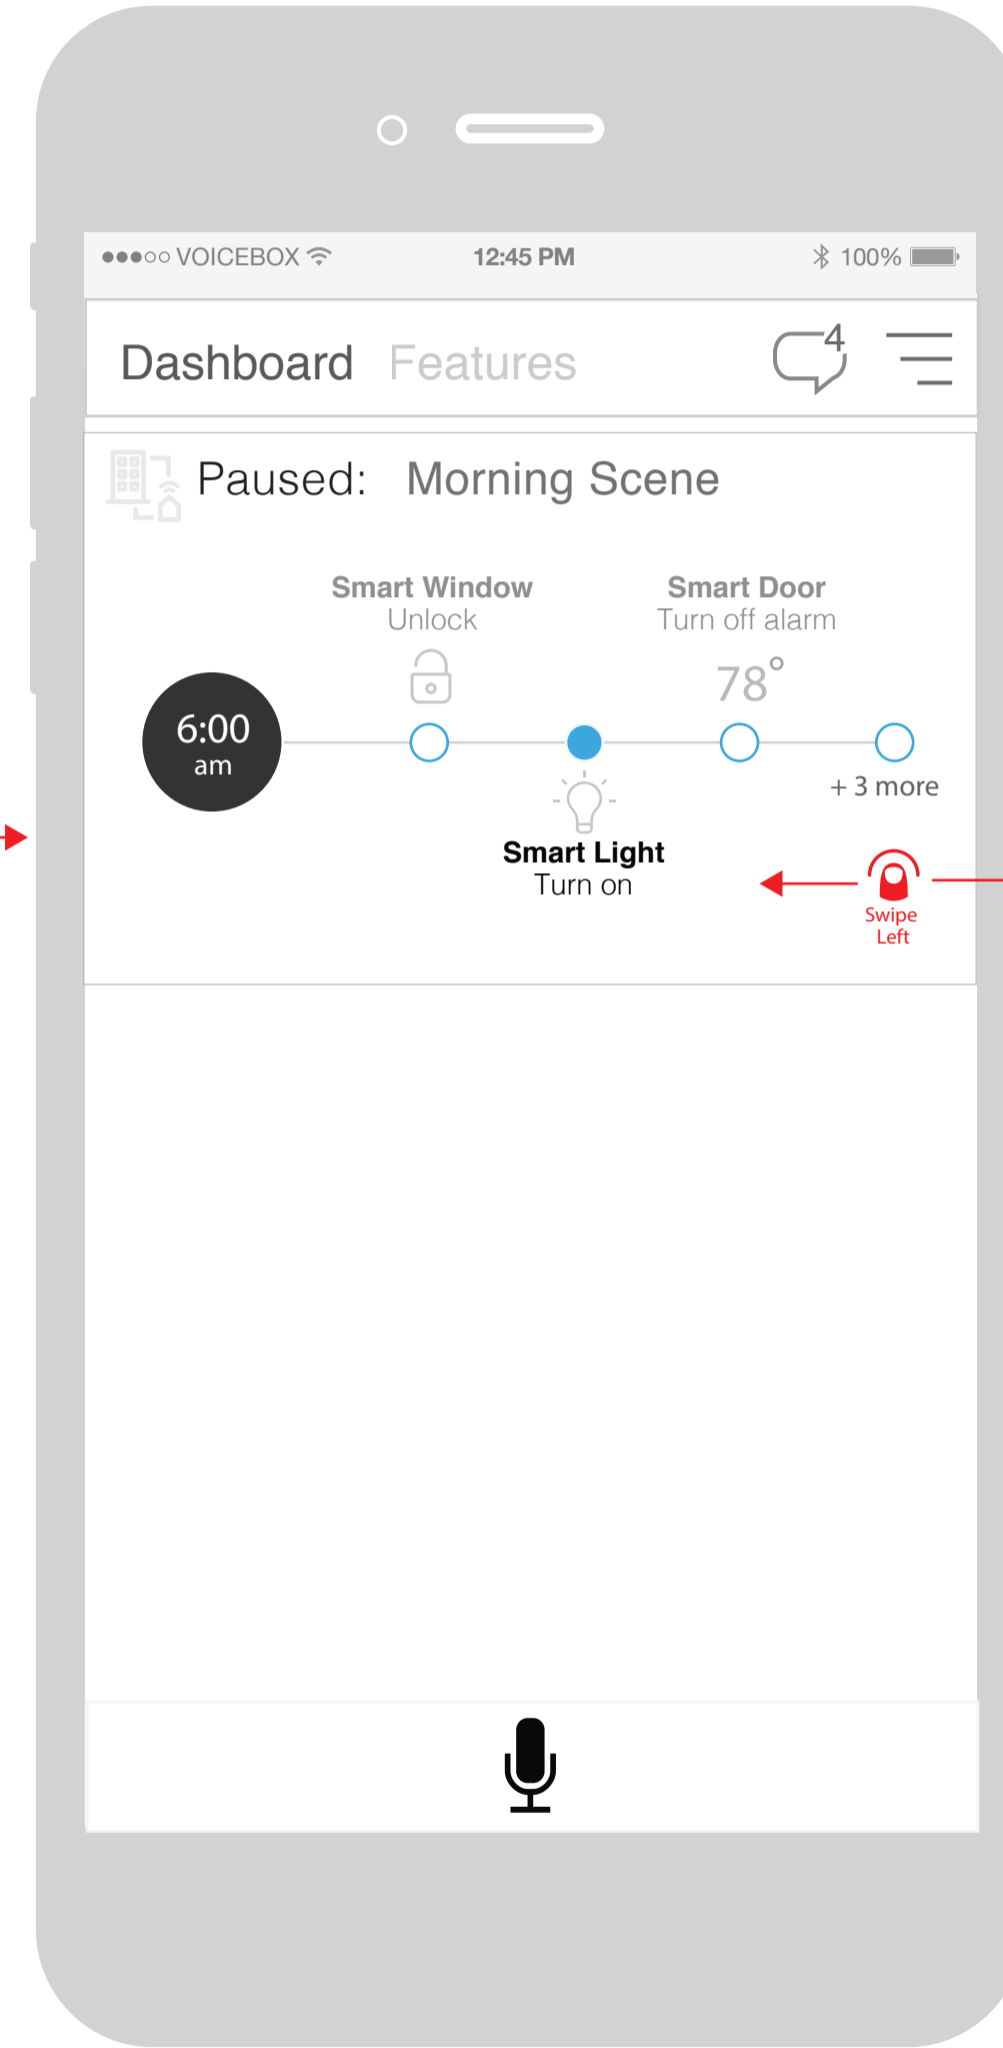 VOICEBOX 12:45 PM 100%
Dashboard Features 4
Paused: Morning Scene
Smart Window
Unlock
Smart Door
Turn off alarm
78°
6:00
am
+ 3 more
Smart Light
Turn on
Swipe
Left